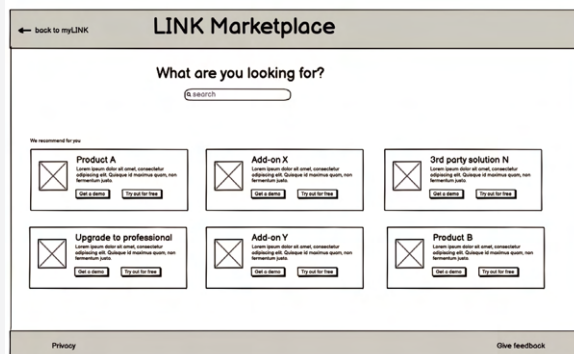 back to myLINK
LINK Marketplace
What are you looking for?
search
We recommend for you
Product A
Lorem ipsum dolor sit amet, consectetur
adipiscing elit. Quisque id maximus quam, non
fermentum justo.
Get a demo
Try out for free
Add-on X
Lorem ipsum dolor sit amet, consectetur
adipiscing elit. Quisque id maximus quam, non
fermentum justo.
Get a demo
Try out for free
3rd party solution N
Lorem ipsum dolor sit amet, consectetur
adipiscing elit. Quisque id maximus quam, non
fermentum justo.
Get a demo
Try out for free
Upgrade to professional
Lorem ipsum dolor sit amet, consectetur
adipiscing elit. Quisque id maximus quam, non
fermentum justo.
Get a demo
Try out for free
Add-on Y
Lorem ipsum dolor sit amet, consectetur
adipiscing elit. Quisque id maximus quam, non
fermentum justo.
Get a demo
Try out for free
Product B
Lorem ipsum dolor sit amet, consectetur
adipiscing elit. Quisque id maximus quam, non
fermentum justo.
Get a demo
Try out for free
Privacy
Give feedback